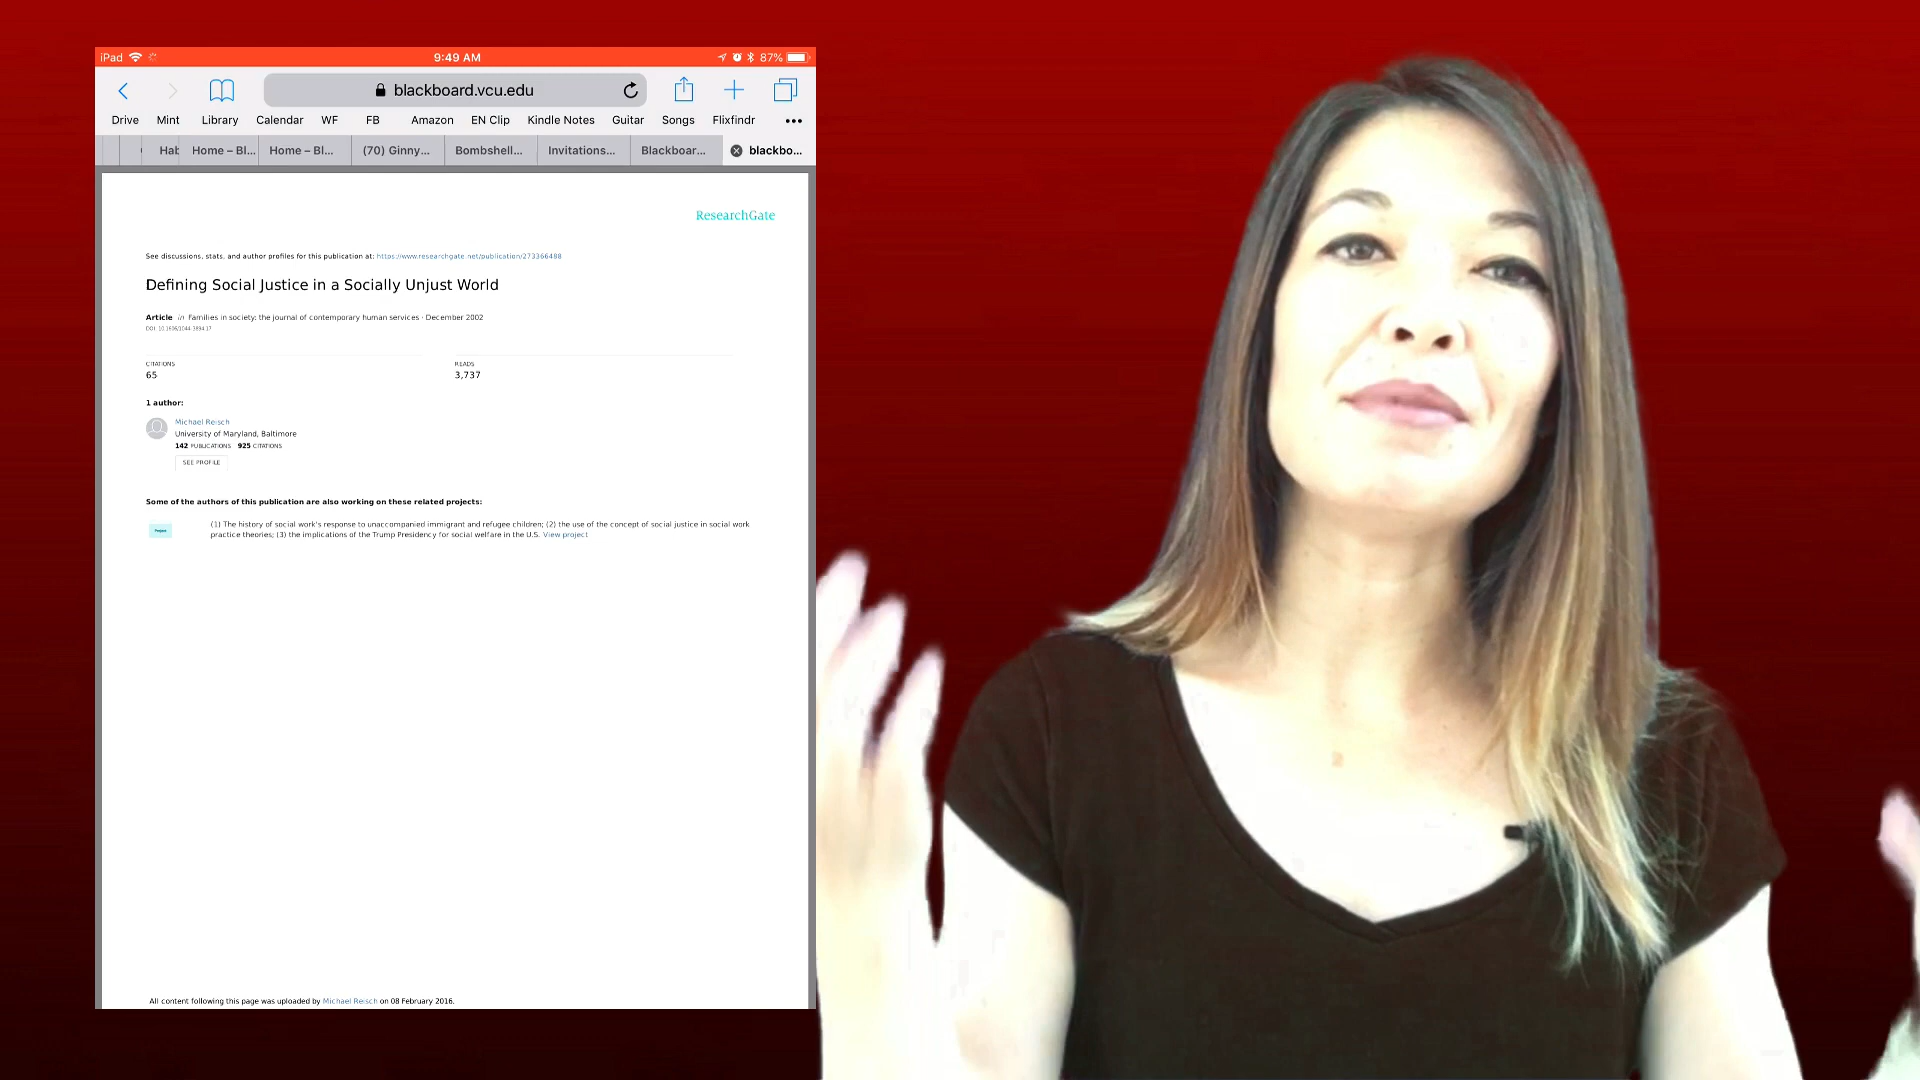 iPad 9:49 AM 87%
blackboard.vcu.edu
Drive Mint Library Calendar WF FB Amazon EN Clip Kindle Notes Guitar Songs Flixfindr •••
Hab Home – Bl... Home – Bl... (70) Ginny... Bombshell... Invitations... Blackboar... blackbo...
ResearchGate
See discussions, stats, and author profiles for this publication at: https://www.researchgate.net/publication/273366488
Defining Social Justice in a Socially Unjust World
Article in Families in society: the journal of contemporary human services · December 2002
DOI: 10.1606/1044-3894.17
CITATIONS READS
65 3,737
1 author:
Michael Reisch
University of Maryland, Baltimore
142 PUBLICATIONS 925 CITATIONS
SEE PROFILE
Some of the authors of this publication are also working on these related projects:
Project (1) The history of social work's response to unaccompanied immigrant and refugee children; (2) the use of the concept of social justice in social work
practice theories; (3) the implications of the Trump Presidency for social welfare in the U.S. View project
All content following this page was uploaded by Michael Reisch on 08 February 2016.